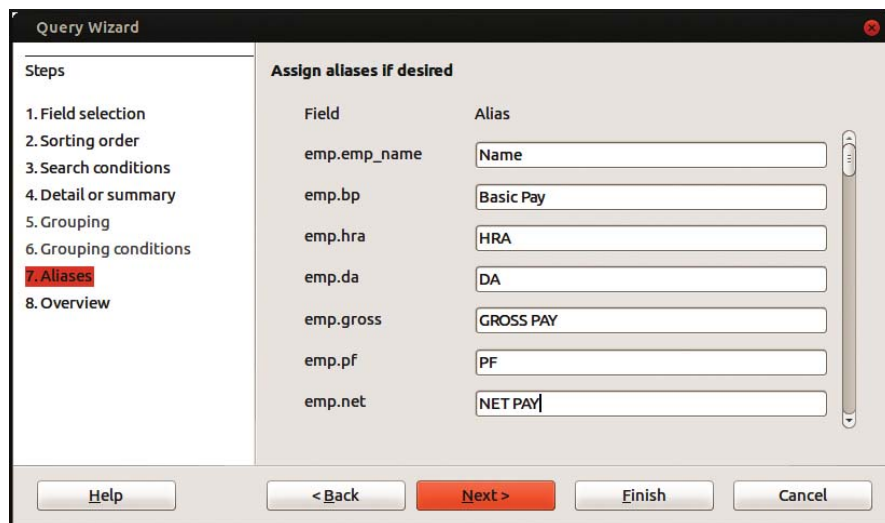 Query Wizard
Steps
1. Field selection
2. Sorting order
3. Search conditions
4. Detail or summary
5. Grouping
6. Grouping conditions
7. Aliases
8. Overview
Assign aliases if desired
Field Alias
emp.emp_name Name
emp.bp Basic Pay
emp.hra HRA
emp.da DA
emp.gross GROSS PAY
emp.pf PF
emp.net NET PAY
Help < Back Next > Finish Cancel